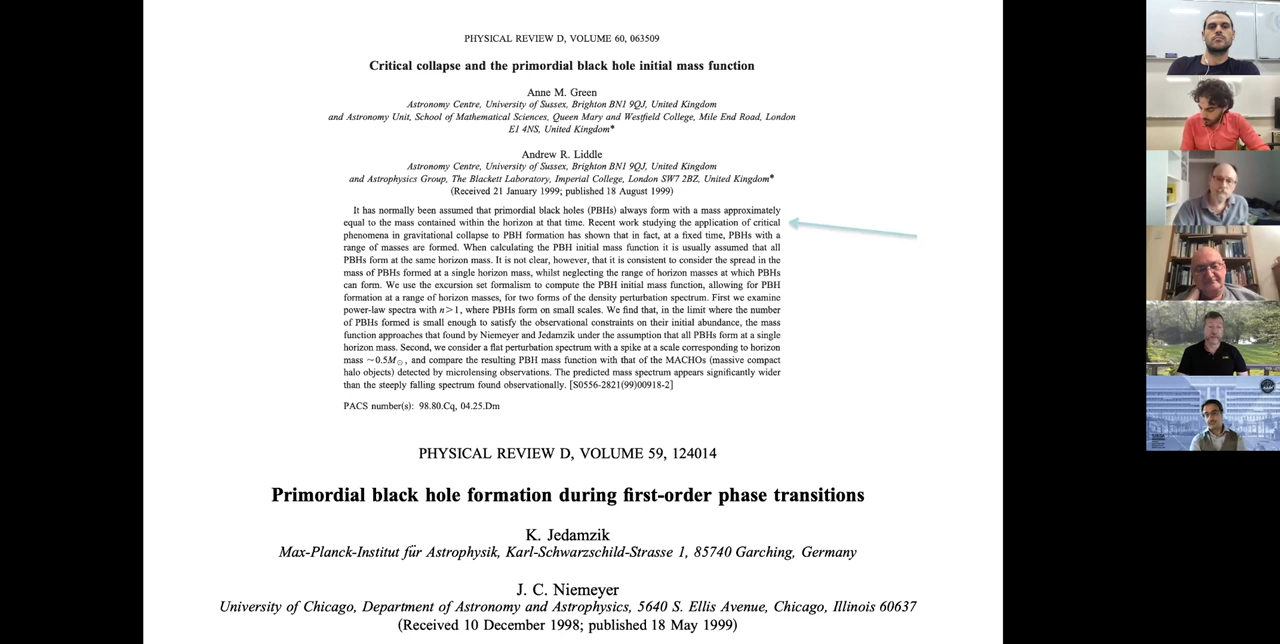 PHYSICAL REVIEW D, VOLUME 60, 063509
Critical collapse and the primordial black hole initial mass function
Anne M. Green
Astronomy Centre, University of Sussex, Brighton BN1 9QJ, United Kingdom
and Astronomy Unit, School of Mathematical Sciences, Queen Mary and Westfield College, Mile End Road, London
E1 4NS, United Kingdom*
Andrew R. Liddle
Astronomy Centre, University of Sussex, Brighton BN1 9QJ, United Kingdom
and Astrophysics Group, The Blackett Laboratory, Imperial College, London SW7 2BZ, United Kingdom*
(Received 21 January 1999; published 18 August 1999)
It has normally been assumed that primordial black holes (PBHs) always form with a mass approximately
equal to the mass contained within the horizon at that time. Recent work studying the application of critical
phenomena in gravitational collapse to PBH formation has shown that in fact, at a fixed time, PBHs with a
range of masses are formed. When calculating the PBH initial mass function it is usually assumed that all
PBHs form at the same horizon mass. It is not clear, however, that it is consistent to consider the spread in the
mass of PBHs formed at a single horizon mass, whilst neglecting the range of horizon masses at which PBHs
can form. We use the excursion set formalism to compute the PBH initial mass function, allowing for PBH
formation at a range of horizon masses, for two forms of the density perturbation spectrum. First we examine
power-law spectra with n>1, where PBHs form on small scales. We find that, in the limit where the number
of PBHs formed is small enough to satisfy the observational constraints on their initial abundance, the mass
function approaches that found by Niemeyer and Jedamzik under the assumption that all PBHs form at a single
horizon mass. Second, we consider a flat perturbation spectrum with a spike at a scale corresponding to horizon
mass ~0.5M⊙, and compare the resulting PBH mass function with that of the MACHOs (massive compact
halo objects) detected by microlensing observations. The predicted mass spectrum appears significantly wider
than the steeply falling spectrum found observationally. [S0556-2821(99)00918-2]
PACS number(s): 98.80.Cq, 04.25.Dm
PHYSICAL REVIEW D, VOLUME 59, 124014
Primordial black hole formation during first-order phase transitions
K. Jedamzik
Max-Planck-Institut für Astrophysik, Karl-Schwarzschild-Strasse 1, 85740 Garching, Germany
J. C. Niemeyer
University of Chicago, Department of Astronomy and Astrophysics, 5640 S. Ellis Avenue, Chicago, Illinois 60637
(Received 10 December 1998; published 18 May 1999)